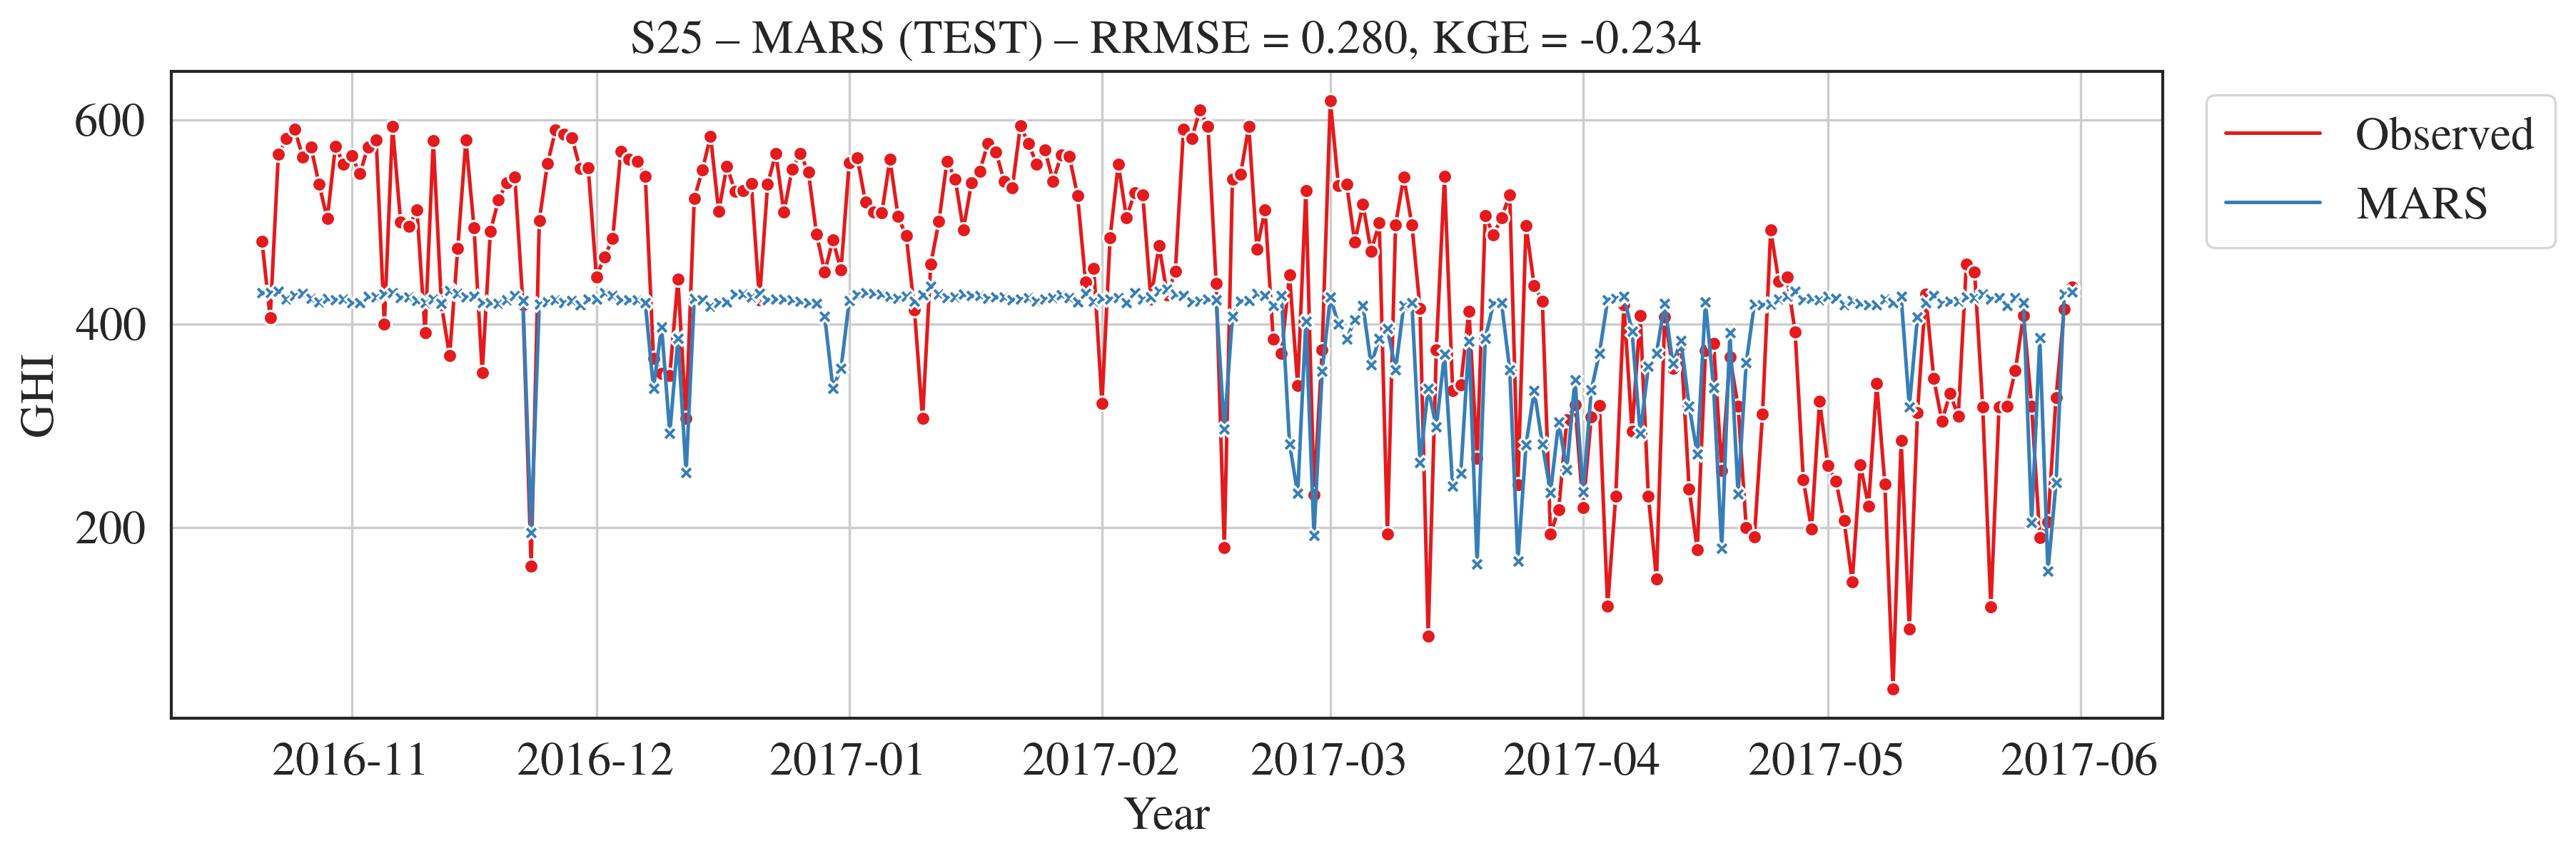 S25 – MARS (TEST) – RRMSE = 0.280, KGE = -0.234
600
400
200
GHI
2016-11 2016-12 2017-01 2017-02 2017-03 2017-04 2017-05 2017-06
Year
Observed
MARS